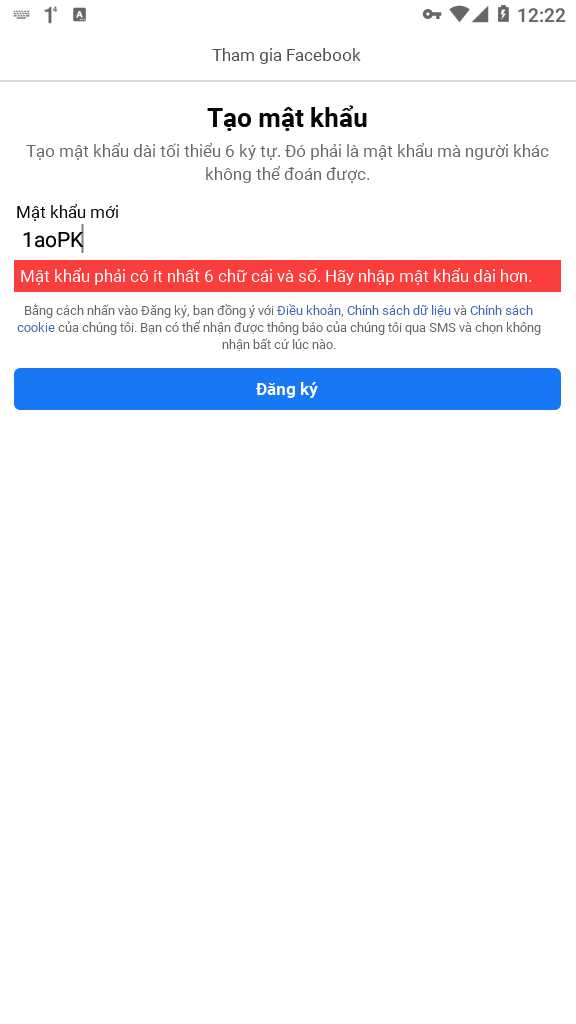 12:22
Tham gia Facebook
Tạo mật khẩu
Tạo mật khẩu dài tối thiểu 6 ký tự. Đó phải là mật khẩu mà người khác
không thể đoán được.
Mật khẩu mới
1aoPK
Mật khẩu phải có ít nhất 6 chữ cái và số. Hãy nhập mật khẩu dài hơn.
Bằng cách nhấn vào Đăng ký, bạn đồng ý với Điều khoản, Chính sách dữ liệu và Chính sách
cookie của chúng tôi. Bạn có thể nhận được thông báo của chúng tôi qua SMS và chọn không
nhận bất cứ lúc nào.
Đăng ký